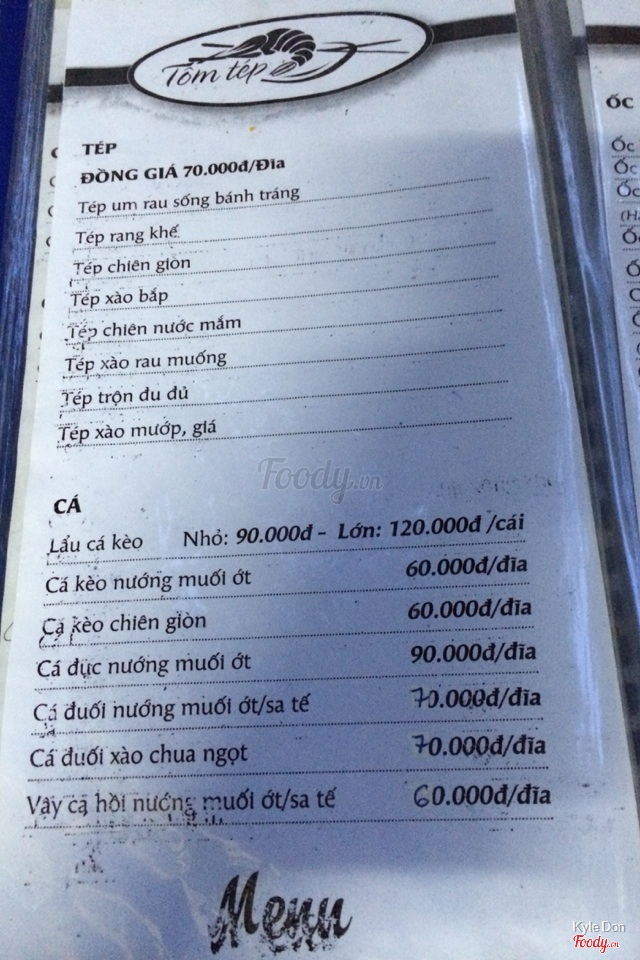 Tôm tép
TÉP
ĐỒNG GIÁ 70.000đ/Đĩa
Tép um rau sống bánh tráng
Tép rang khế
Tép chiên giòn
Tép xào bắp
Tép chiên nước mắm
Tép xào rau muống
Tép trộn đu đủ
Tép xào mướp, giá
Foody.vn
CÁ
Lẩu cá kèo Nhỏ: 90.000đ - Lớn: 120.000đ /cái
Cá kèo nướng muối ớt 60.000đ/đĩa
Cá kèo chiên giòn 60.000đ/đĩa
Cá đục nướng muối ớt 90.000đ/đĩa
Cá đuối nướng muối ớt/sa tế 70.000đ/đĩa
Cá đuối xào chua ngọt 70.000đ/đĩa
Vây cá hồi nướng muối ớt/sa tế 60.000đ/đĩa
Menu
ỐC
Ốc
Ốc
Ốc
Kyle Don
Foody.vn